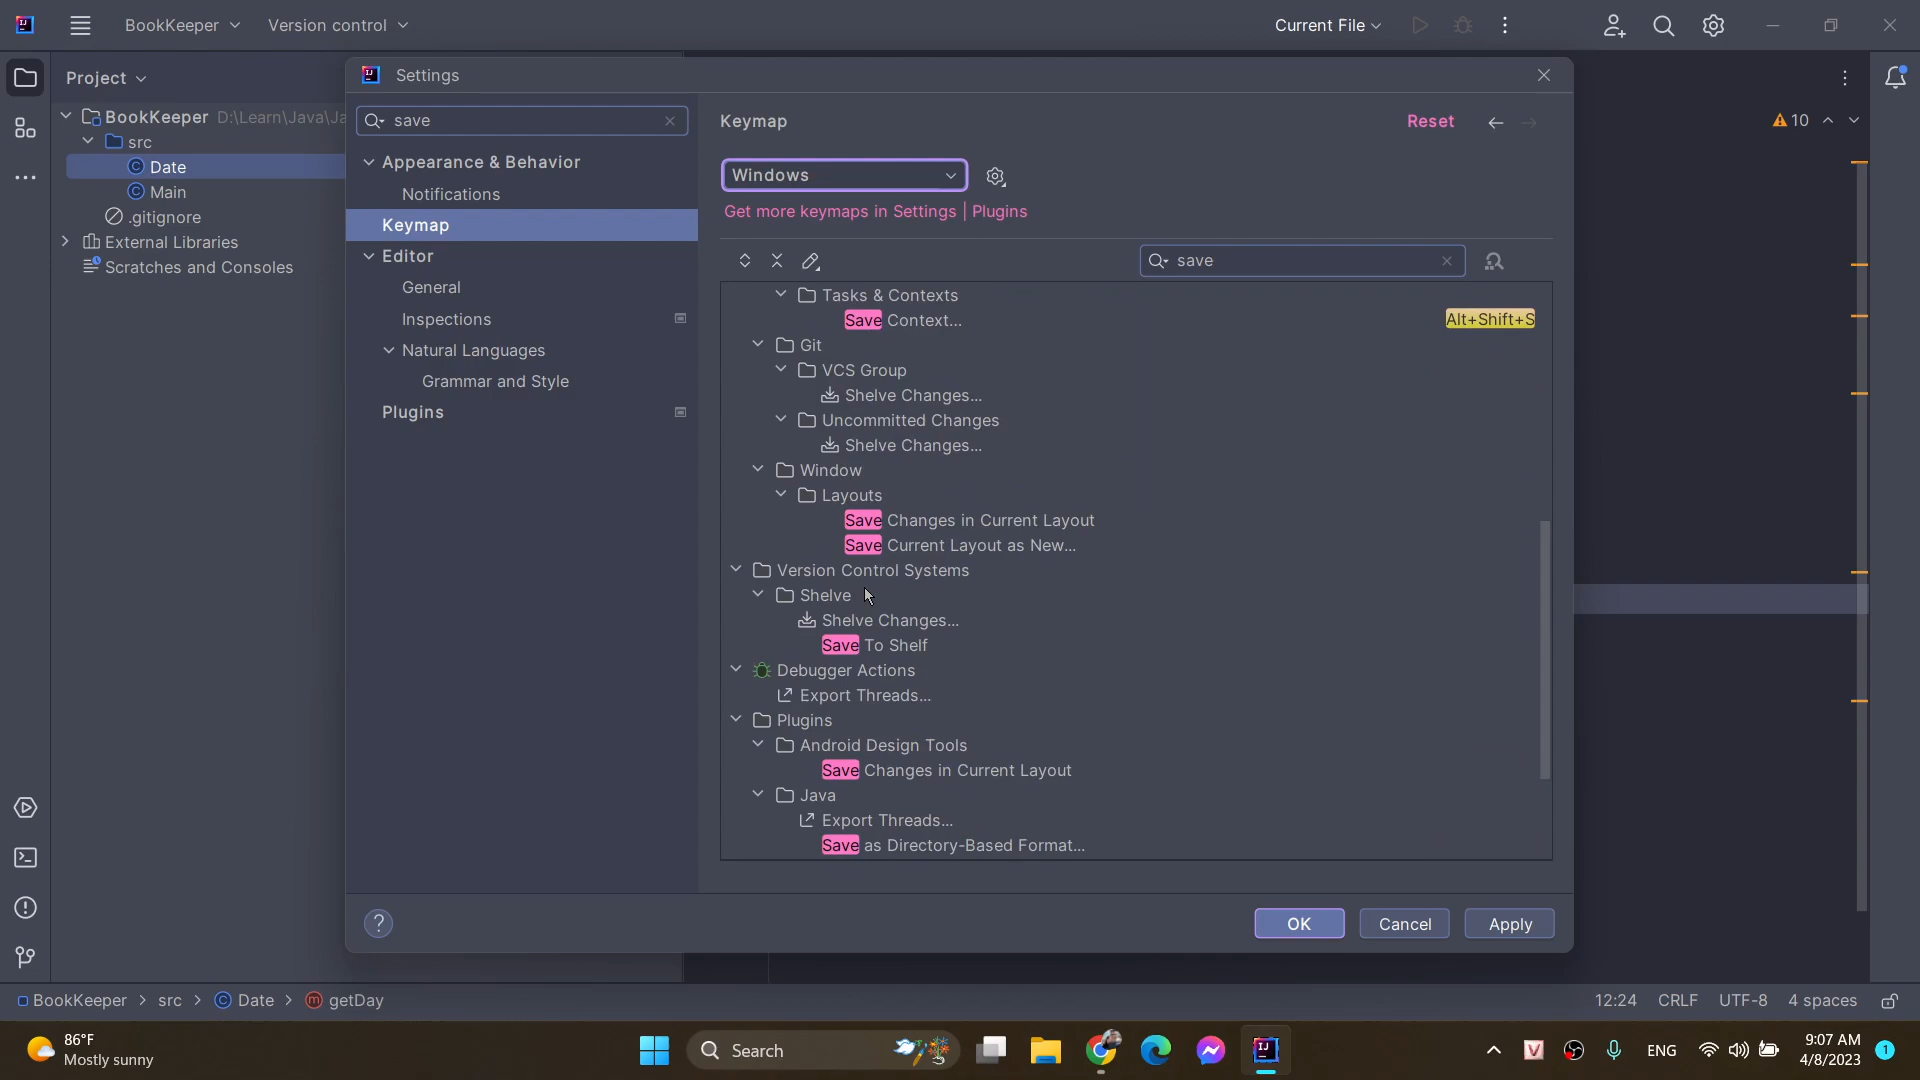 BookKeeper
Version control
Current File
Project
BookKeeper D:\Learn\Java\Ja
src
Date
Main
.gitignore
External Libraries
Scratches and Consoles
Settings
save
Appearance & Behavior
Notifications
Keymap
Editor
General
Inspections
Natural Languages
Grammar and Style
Plugins
Keymap
Reset
Windows
Get more keymaps in Settings | Plugins
save
Tasks & Contexts
Save Context...
Alt+Shift+S
Git
VCS Group
Shelve Changes...
Uncommitted Changes
Shelve Changes...
Window
Layouts
Save Changes in Current Layout
Save Current Layout as New...
Version Control Systems
Shelve
Shelve Changes...
Save To Shelf
Debugger Actions
Export Threads...
Plugins
Android Design Tools
Save Changes in Current Layout
Java
Export Threads...
Save as Directory-Based Format...
?
OK
Cancel
Apply
10
BookKeeper > src > Date > getDay
12:24 CRLF UTF-8 4 spaces
86°F
Mostly sunny
Search
ENG
9:07 AM
4/8/2023
1